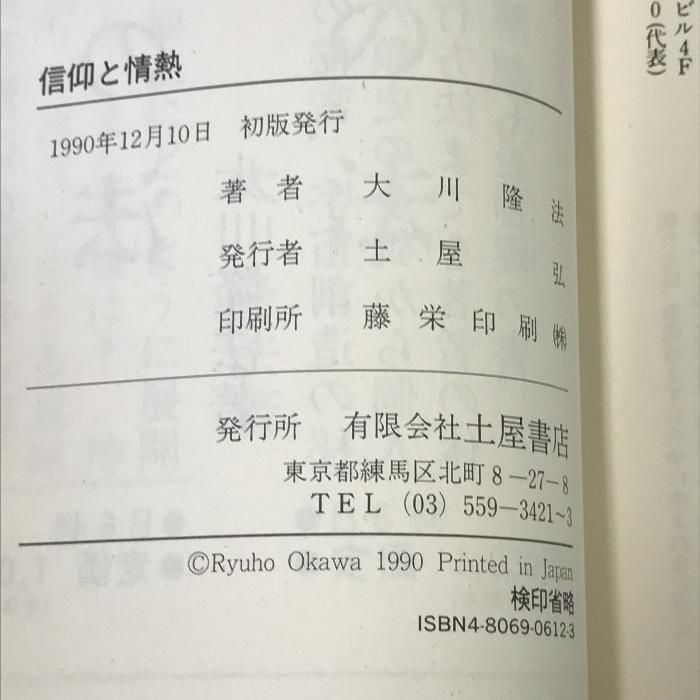 信仰と情熱
1990年12月10日 初版発行
著者 大川隆法
発行者 土屋弘
印刷所 藤栄印刷㈱
発行所 有限会社土屋書店
東京都練馬区北町8-27-8
TEL (03) 559-3421~3
©Ryuho Okawa 1990 Printed in Japan
検印省略
ISBN4-8069-0612-3
ビル4F
0(代表)